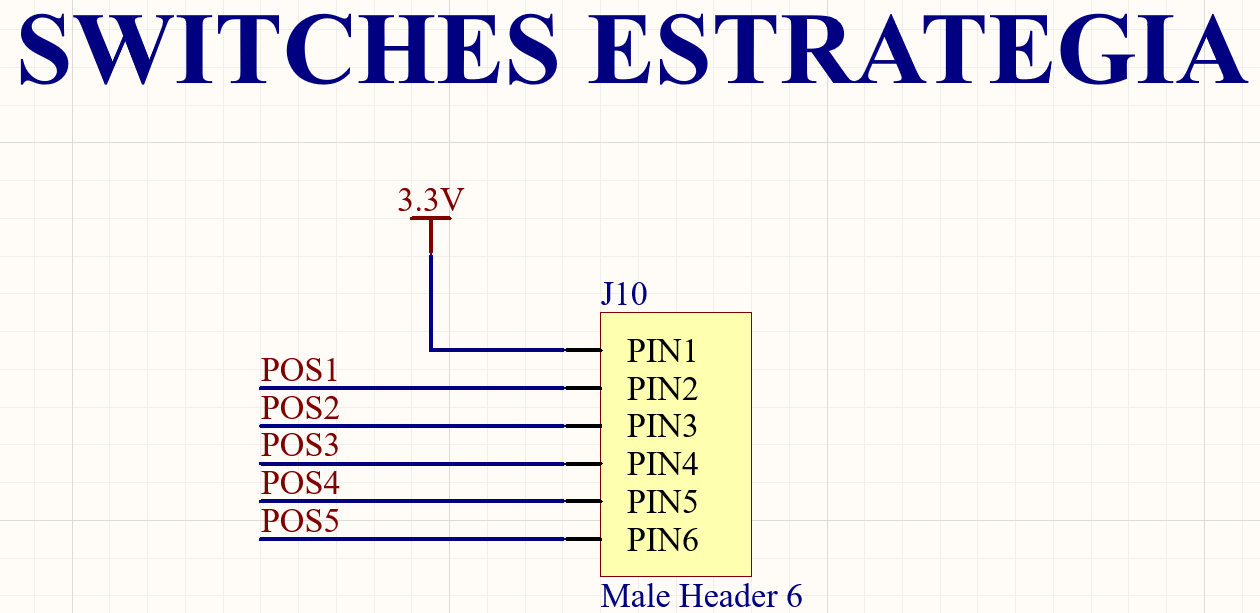 SWITCHES ESTRATEGIA
3.3V
J10
PIN1
POS1
PIN2
POS2
PIN3
POS3
PIN4
POS4
PIN5
POS5
PIN6
Male Header 6